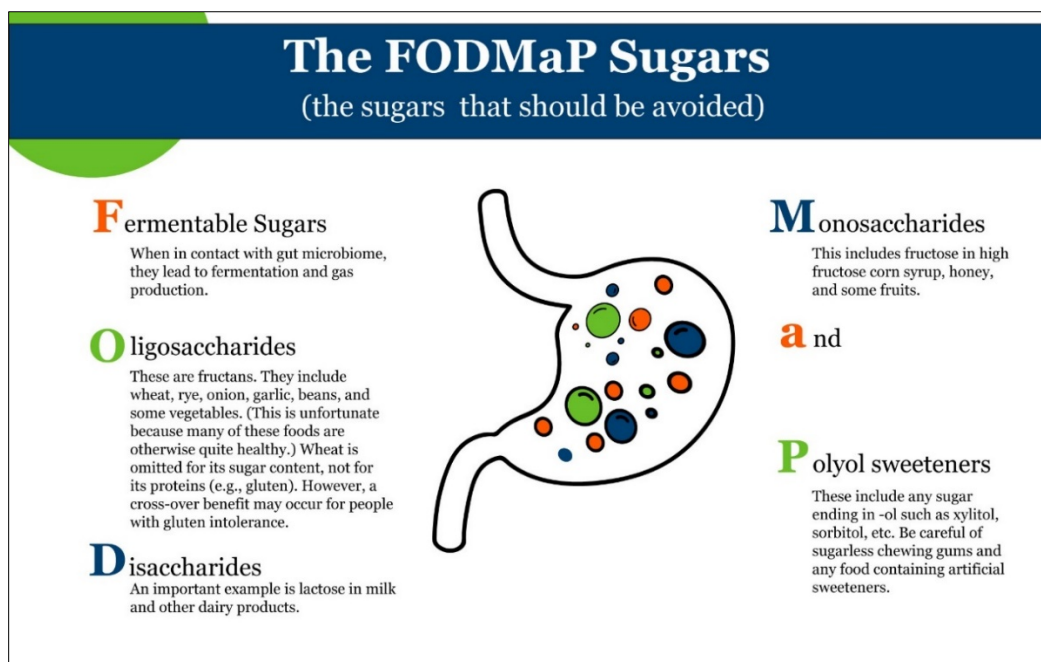 The FODMaP Sugars
(the sugars that should be avoided)
Fermentable Sugars
When in contact with gut microbiome,
they lead to fermentation and gas
production.
Oligosaccharides
These are fructans. They include
wheat, rye, onion, garlic, beans, and
some vegetables. (This is unfortunate
because many of these foods are
otherwise quite healthy.) Wheat is
omitted for its sugar content, not for
its proteins (e.g., gluten). However, a
cross-over benefit may occur for people
with gluten intolerance.
Disaccharides
An important example is lactose in milk
and other dairy products.
Monosaccharides
This includes fructose in high
fructose corn syrup, honey,
and some fruits.
and
Polyol sweeteners
These include any sugar
ending in -ol such as xylitol,
sorbitol, etc. Be careful of
sugarless chewing gums and
any food containing artificial
sweeteners.